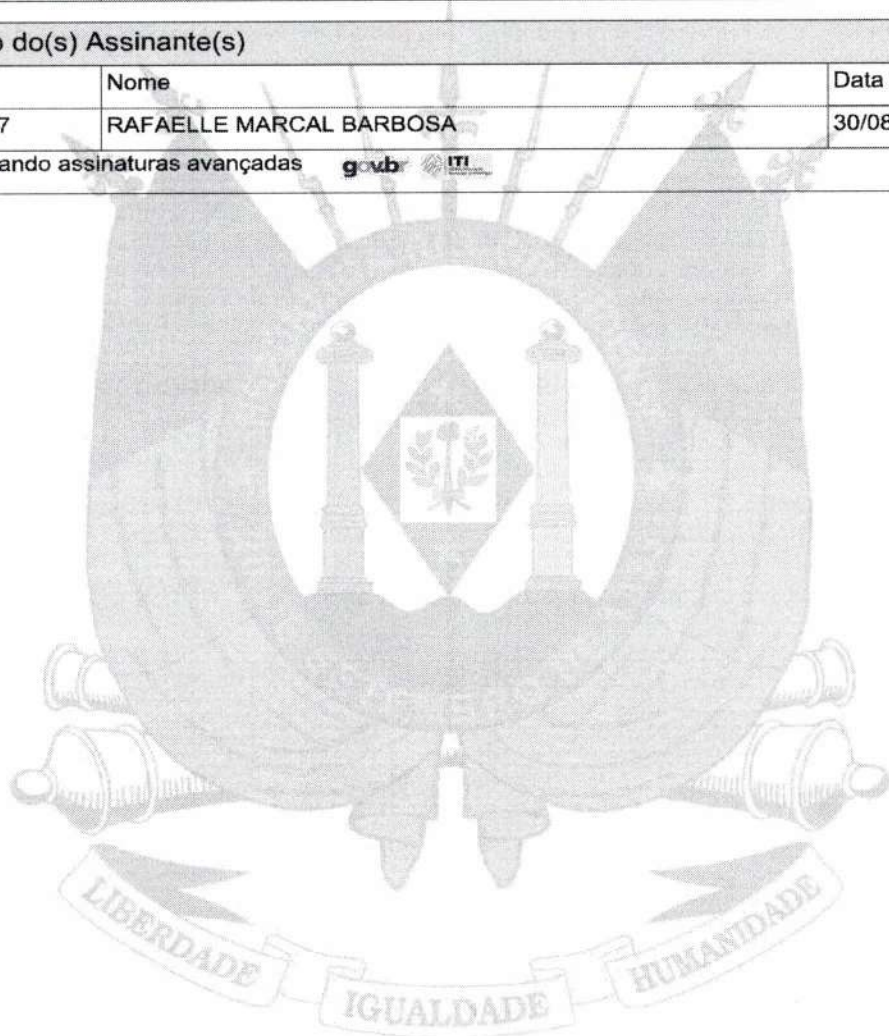 o do(s) Assinante(s)
Nome Data
7 RAFAELLE MARCAL BARBOSA 30/08
ando assinaturas avançadas gov.br ITI
LIBERDADE IGUALDADE HUMANIDADE